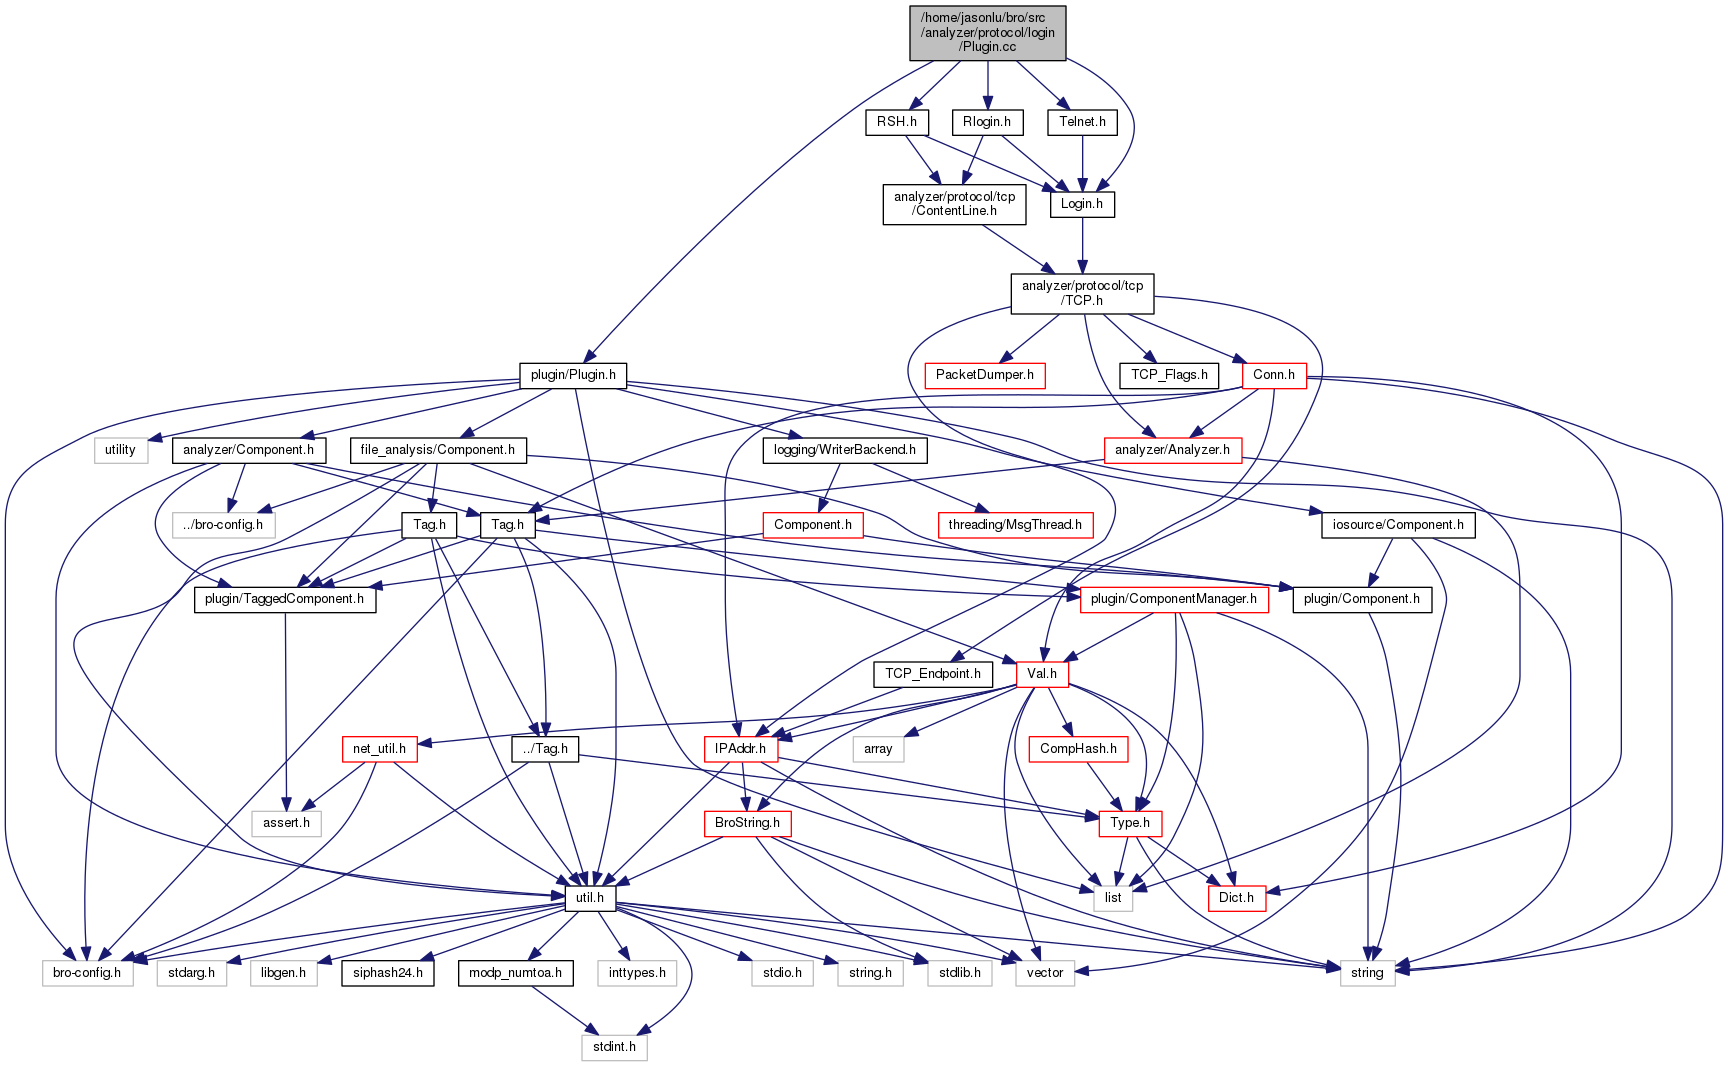 /home/jasonlu/bro/src
/analyzer/protocol/login
/Plugin.cc
RSH.h
Rlogin.h
Telnet.h
analyzer/protocol/tcp
/ContentLine.h
Login.h
analyzer/protocol/tcp
/TCP.h
plugin/Plugin.h
PacketDumper.h
TCP_Flags.h
Conn.h
utility
analyzer/Component.h
file_analysis/Component.h
logging/WriterBackend.h
analyzer/Analyzer.h
../bro-config.h
Tag.h
Tag.h
Component.h
threading/MsgThread.h
iosource/Component.h
plugin/TaggedComponent.h
plugin/ComponentManager.h
plugin/Component.h
TCP_Endpoint.h
Val.h
net_util.h
../Tag.h
IPAddr.h
array
CompHash.h
assert.h
BroString.h
Type.h
util.h
list
Dict.h
bro-config.h
stdarg.h
libgen.h
siphash24.h
modp_numtoa.h
inttypes.h
stdio.h
string.h
stdlib.h
vector
string
stdint.h